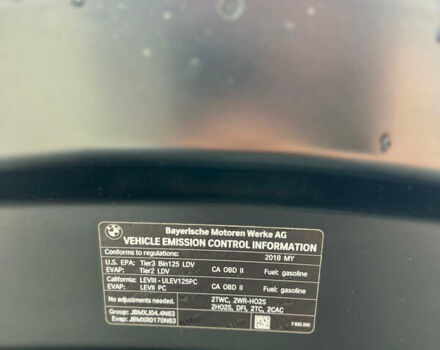 BMW
Bayerische Motoren Werke AG
VEHICLE EMISSION CONTROL INFORMATION
Conforms to regulations: 2018 MY
U.S. EPA: Tier3 Bin125 LDV
EVAP: Tier2 LDV CA OBD II Fuel: gasoline
California: LEVIII - ULEV125PC
EVAP: LEVII PC CA OBD II Fuel: gasoline
No adjustments needed. 2TWC, 2WR-HO2S
Group: JBMXJ04.4N63 2HO2S, DFI, 2TC, 2CAC
Evap: JBMXR0170N63